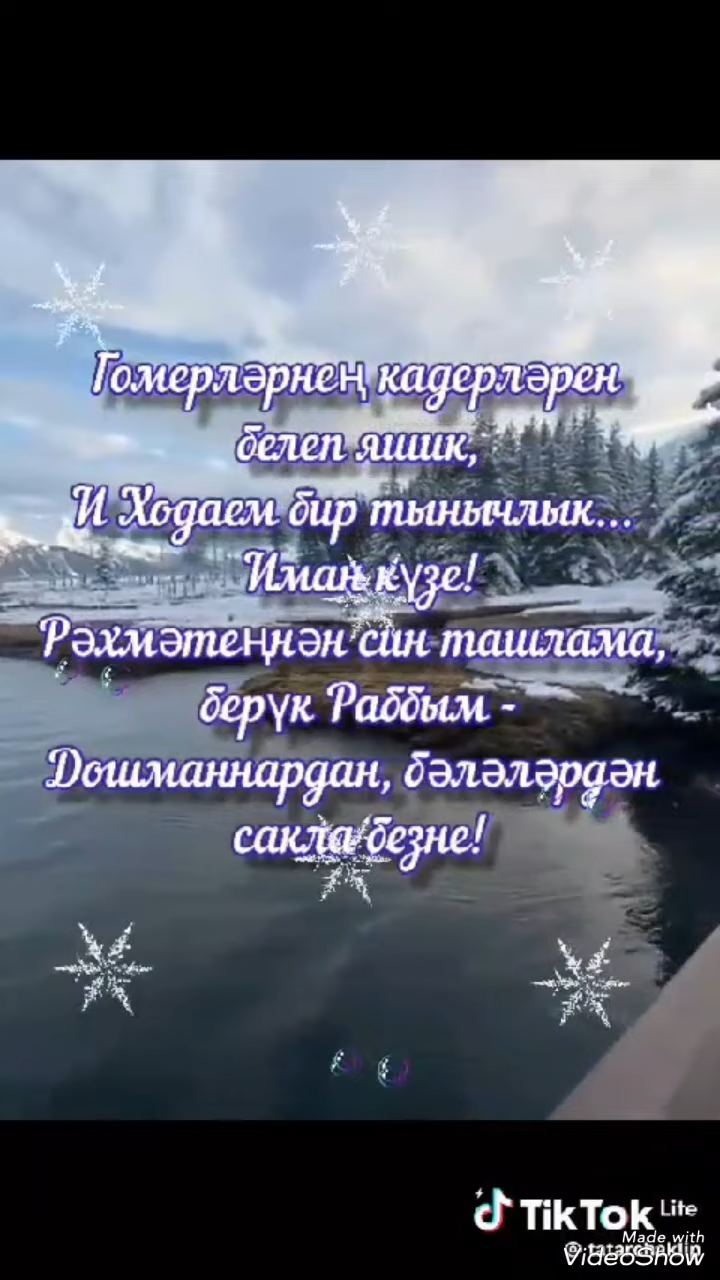 Гомерләрнең кадерләрен
белеп яшик,
И Ходаем бир тынычлык...
Иман күзе!
Рәхмәтеңнән син ташлама,
берүк Раббым -
Дошманнардан, бәләләрдән
сакла безне!
TikTok Lite
Made with
VideoShow